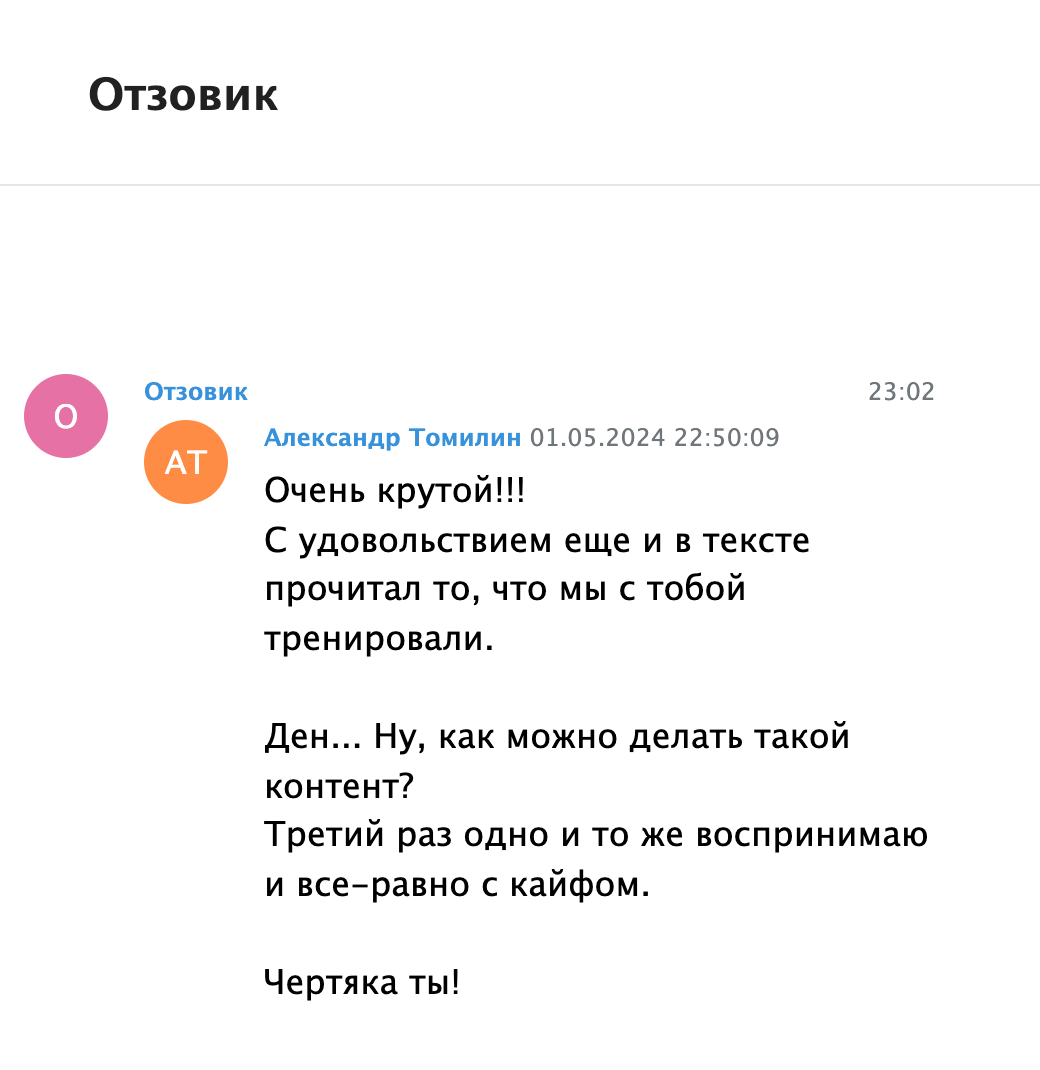 Отзовик
О
Отзовик 23:02
АТ
Александр Томилин 01.05.2024 22:50:09
Очень крутой!!!
С удовольствием еще и в тексте
прочитал то, что мы с тобой
тренировали.
Ден... Ну, как можно делать такой
контент?
Третий раз одно и то же воспринимаю
и все-равно с кайфом.
Чертяка ты!